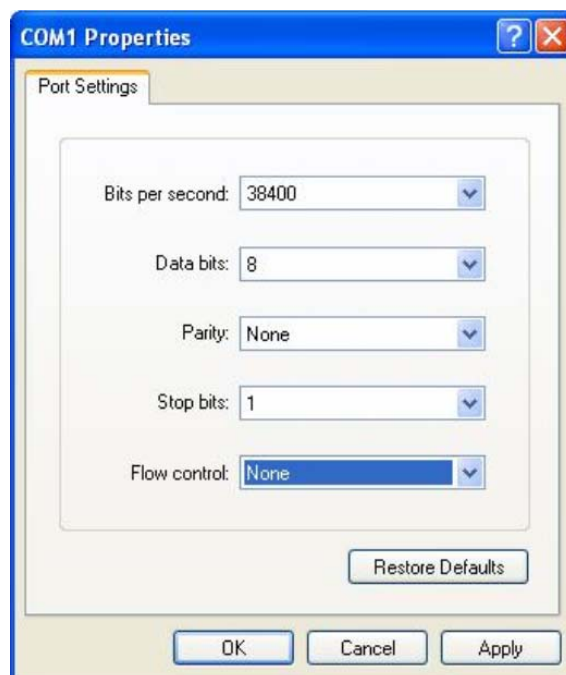 COM1 Properties
Port Settings
Bits per second: 38400
Data bits: 8
Parity: None
Stop bits: 1
Flow control: None
Restore Defaults
OK Cancel Apply